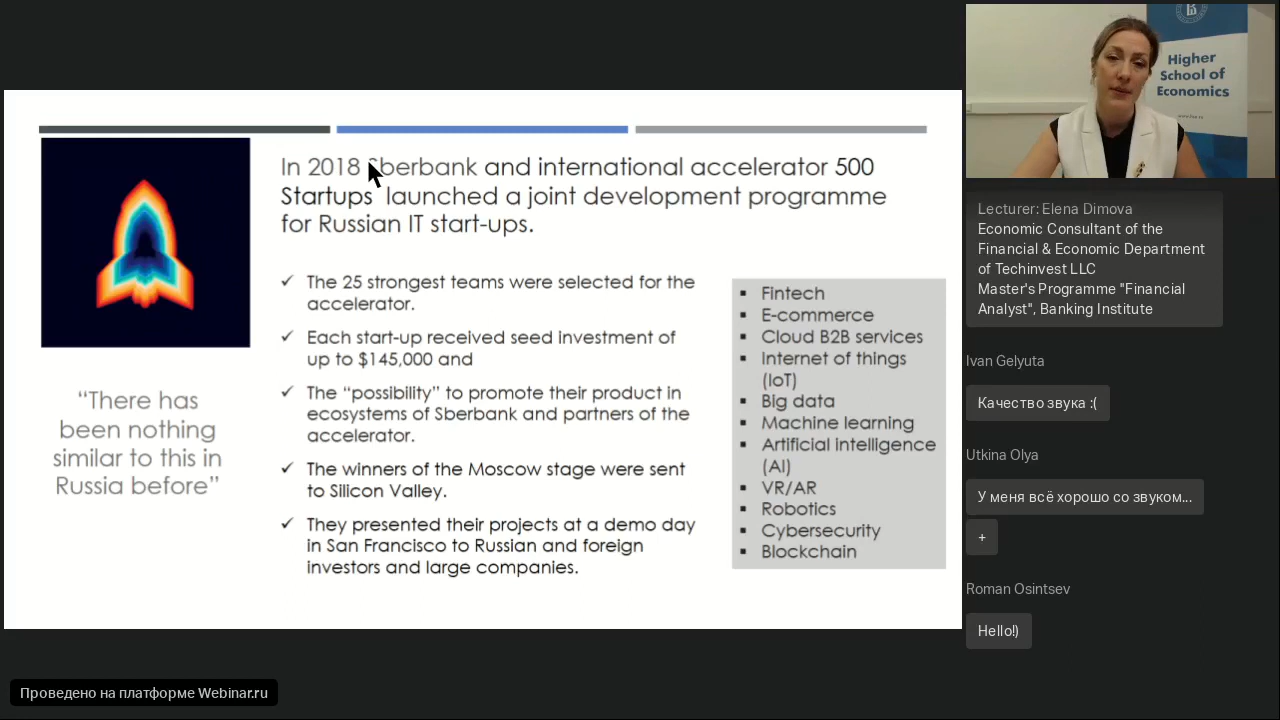 In 2018 Sberbank and international accelerator 500
Startups launched a joint development programme
for Russian IT start-ups.
“There has
been nothing
similar to this in
Russia before”
✓ The 25 strongest teams were selected for the
accelerator.
✓ Each start-up received seed investment of
up to $145,000 and
✓ The “possibility” to promote their product in
ecosystems of Sberbank and partners of the
accelerator.
✓ The winners of the Moscow stage were sent
to Silicon Valley.
✓ They presented their projects at a demo day
in San Francisco to Russian and foreign
investors and large companies.
▪ Fintech
▪ E-commerce
▪ Cloud B2B services
▪ Internet of things
(IoT)
▪ Big data
▪ Machine learning
▪ Artificial intelligence
(AI)
▪ VR/AR
▪ Robotics
▪ Cybersecurity
▪ Blockchain
Higher
School of
Economics
Lecturer: Elena Dimova
Economic Consultant of the
Financial & Economic Department
of Techinvest LLC
Master's Programme "Financial
Analyst", Banking Institute
Ivan Gelyuta
Качество звука :(
Utkina Olya
У меня всё хорошо со звуком...
+
Roman Osintsev
Hello!)
Проведено на платформе Webinar.ru